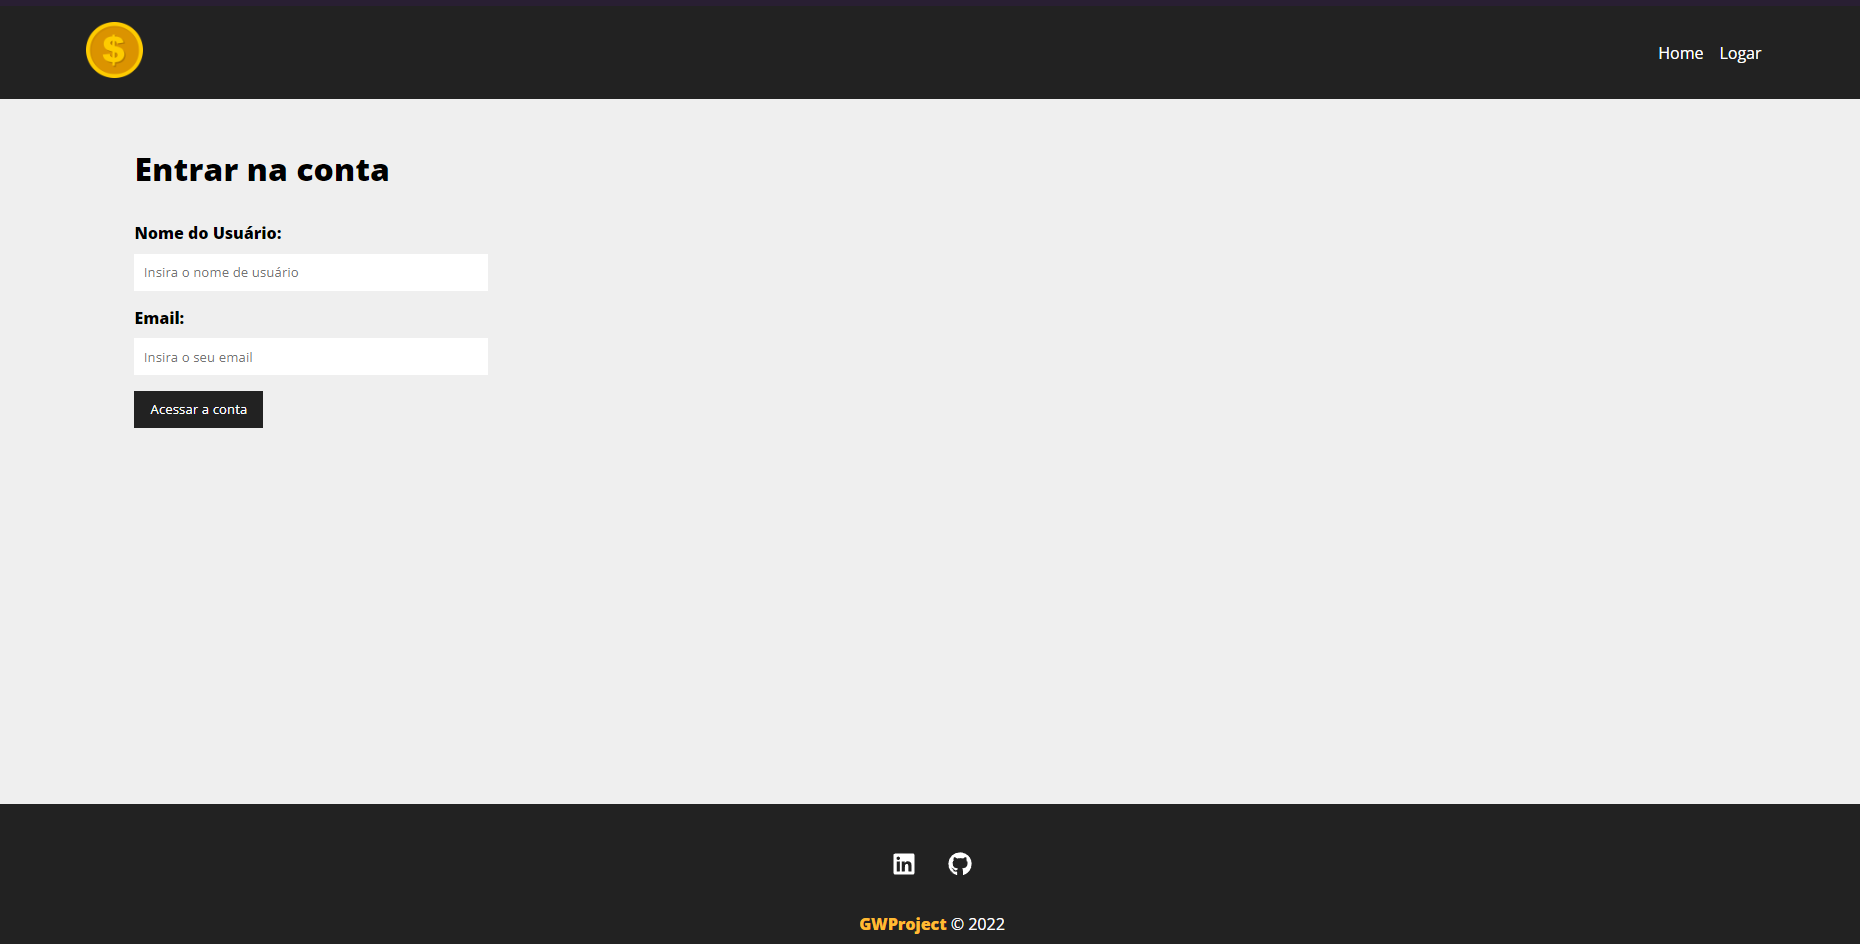 $
Home Logar
Entrar na conta
Nome do Usuário:
Insira o nome de usuário
Email:
Insira o seu email
Acessar a conta
in
GWProject © 2022